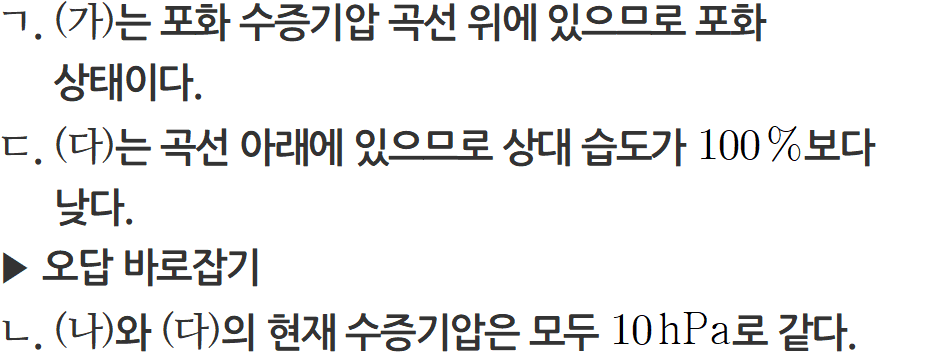 ㄱ. (가)는 포화 수증기압 곡선 위에 있으므로 포화
상태이다.
ㄷ. (다)는 곡선 아래에 있으므로 상대 습도가 100%보다
낮다.
▶ 오답 바로잡기
ㄴ. (나)와 (다)의 현재 수증기압은 모두 10hPa로 같다.